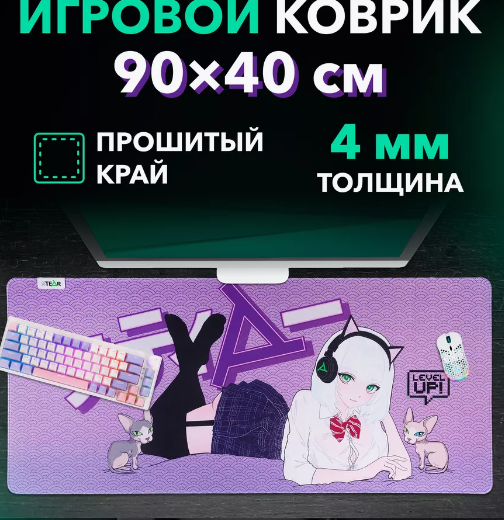 ИГРОВОЙ КОВРИК
90×40 см
ПРОШИТЫЙ
КРАЙ
4 мм
ТОЛЩИНА
LEVEL
UP!